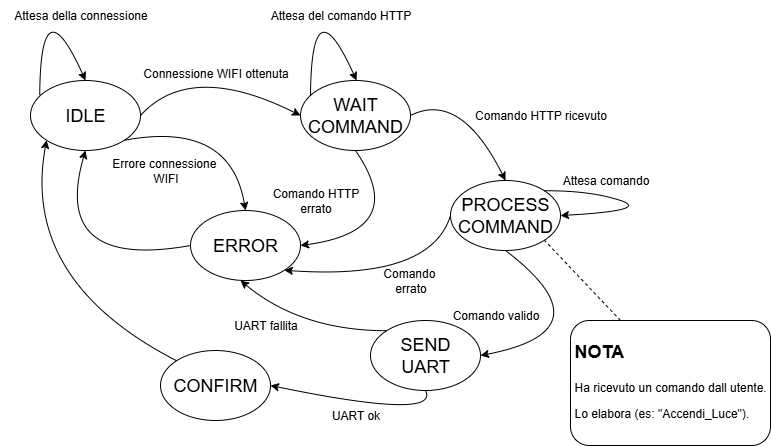 Attesa della connessione
Attesa del comando HTTP
Connessione WIFI ottenuta
IDLE
WAIT
COMMAND
Comando HTTP ricevuto
Errore connessione
WIFI
Attesa comando
Comando HTTP
errato
PROCESS
COMMAND
ERROR
Comando
errato
Comando valido
UART fallita
SEND
UART
NOTA
Ha ricevuto un comando dall utente.
Lo elabora (es: "Accendi_Luce").
CONFIRM
UART ok